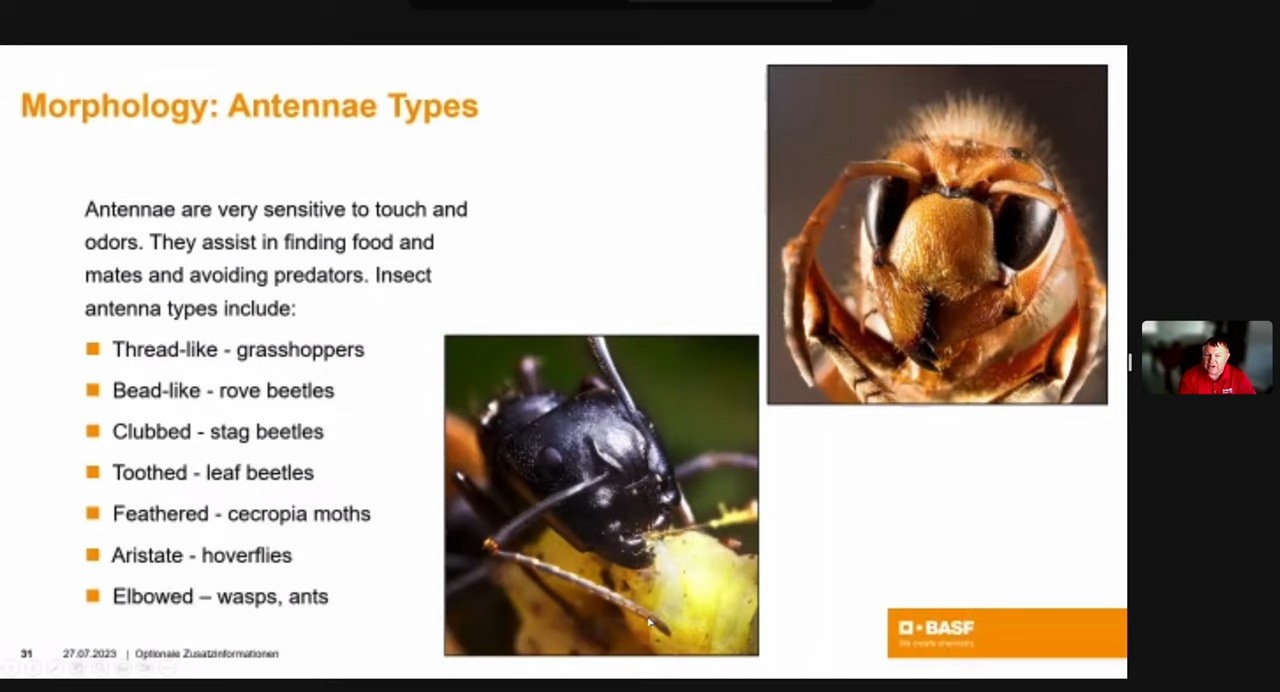 Morphology: Antennae Types
Antennae are very sensitive to touch and
odors. They assist in finding food and
mates and avoiding predators. Insect
antenna types include:
Thread-like - grasshoppers
Bead-like - rove beetles
Clubbed - stag beetles
Toothed - leaf beetles
Feathered - cecropia moths
Aristate - hoverflies
Elbowed – wasps, ants
BASF
We create chemistry
31 27.07.2023 | Optionale Zusatzinformationen